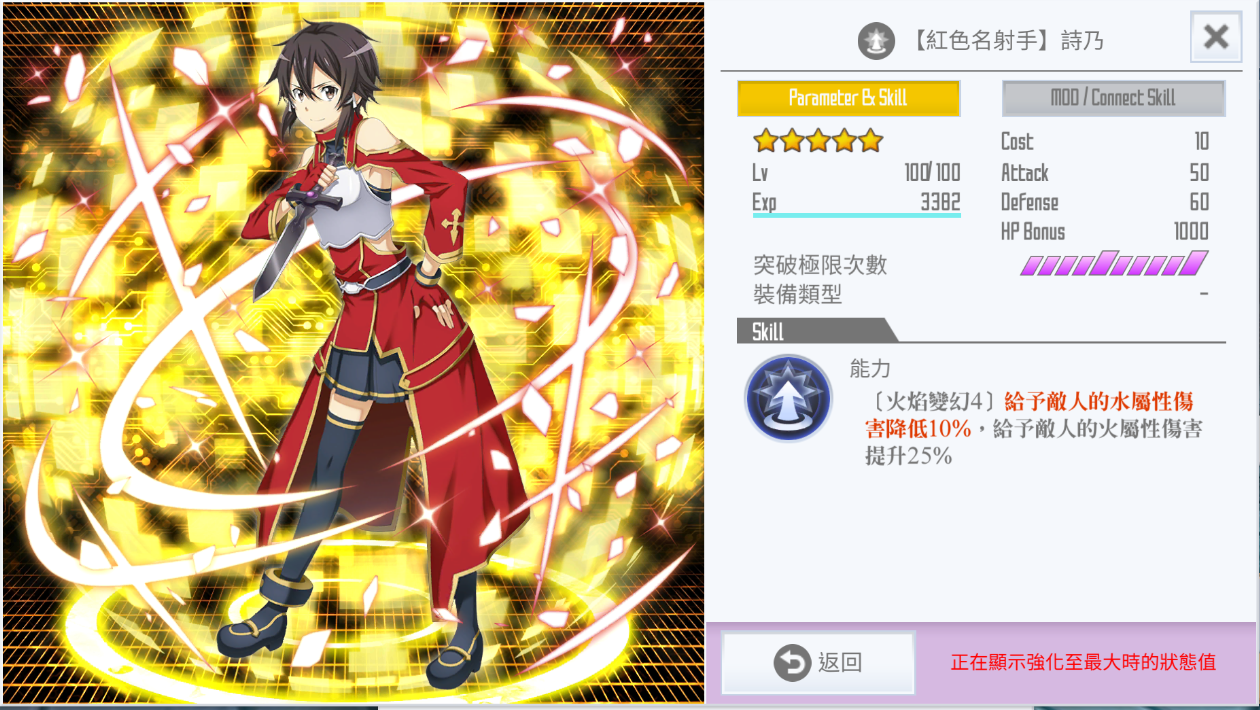 【紅色名射手】詩乃
Parameter & Skill
MOD / Connect Skill
Lv 100/100
Exp 3382
Cost 10
Attack 50
Defense 60
HP Bonus 1000
突破極限次數
裝備類型 -
Skill
能力
〔火焰變幻4〕給予敵人的水屬性傷
害降低10%，給予敵人的火屬性傷害
提升25%
返回
正在顯示強化至最大時的狀態值